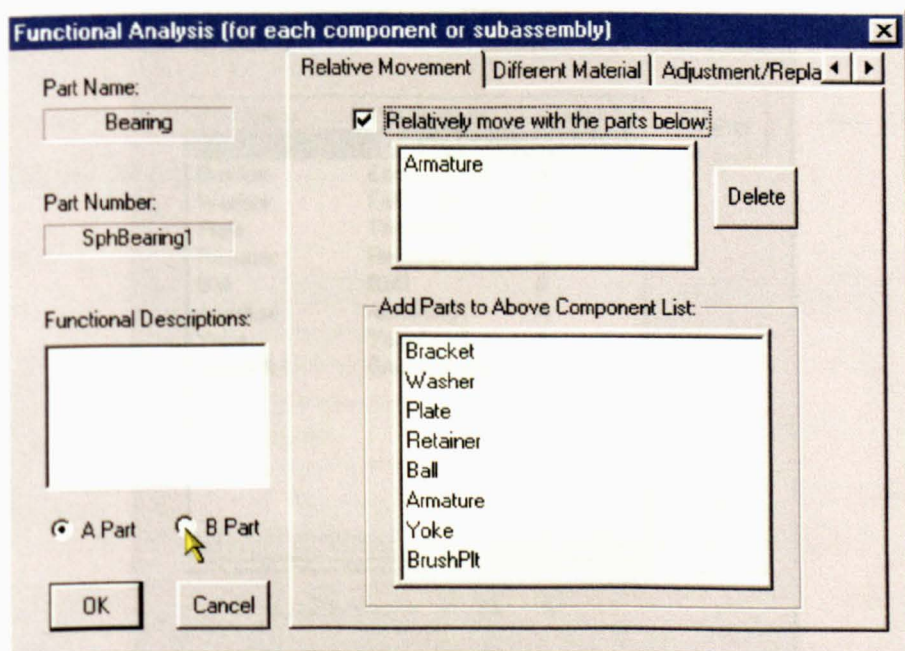 Functional Analysis (for each component or subassembly)
Part Name:
Bearing
Part Number:
SphBearing1
Functional Descriptions:
A Part
B Part
OK
Cancel
Relative Movement
Different Material
Adjustment/Repla
Relatively move with the parts below:
Armature
Delete
Add Parts to Above Component List:
Bracket
Washer
Plate
Retainer
Ball
Armature
Yoke
BrushPlt